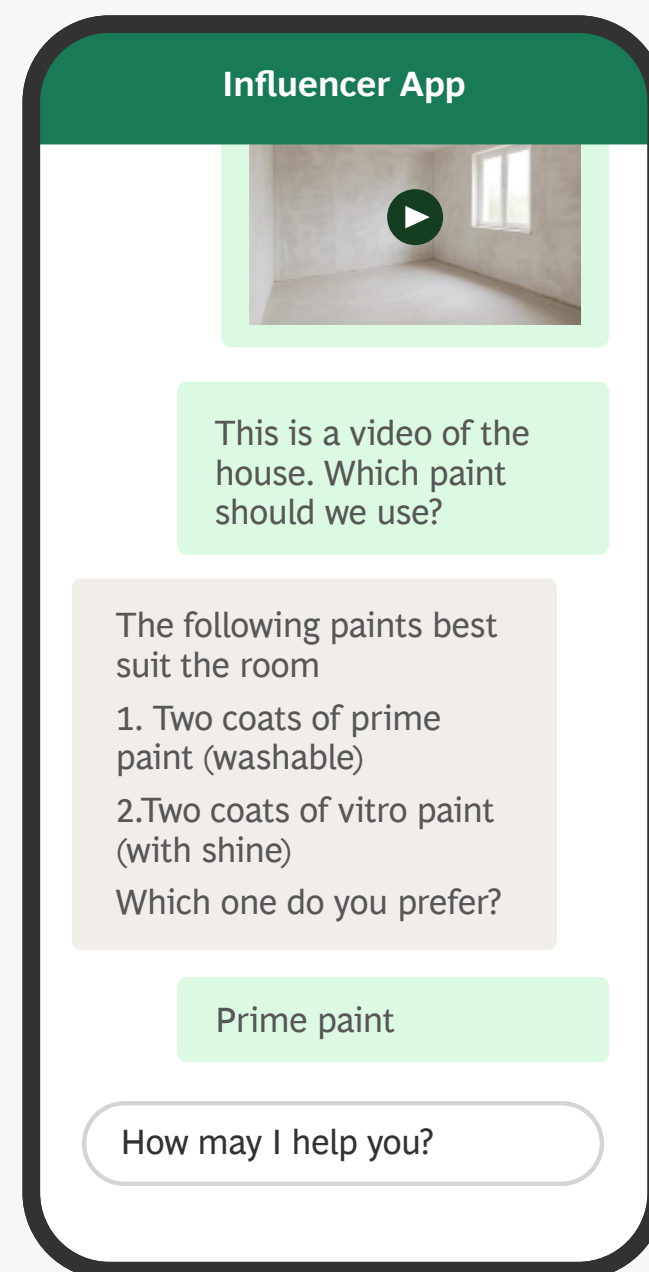 Influencer App
This is a video of the
house. Which paint
should we use?
The following paints best
suit the room
1. Two coats of prime
paint (washable)
2.Two coats of vitro paint
(with shine)
Which one do you prefer?
Prime paint
How may I help you?